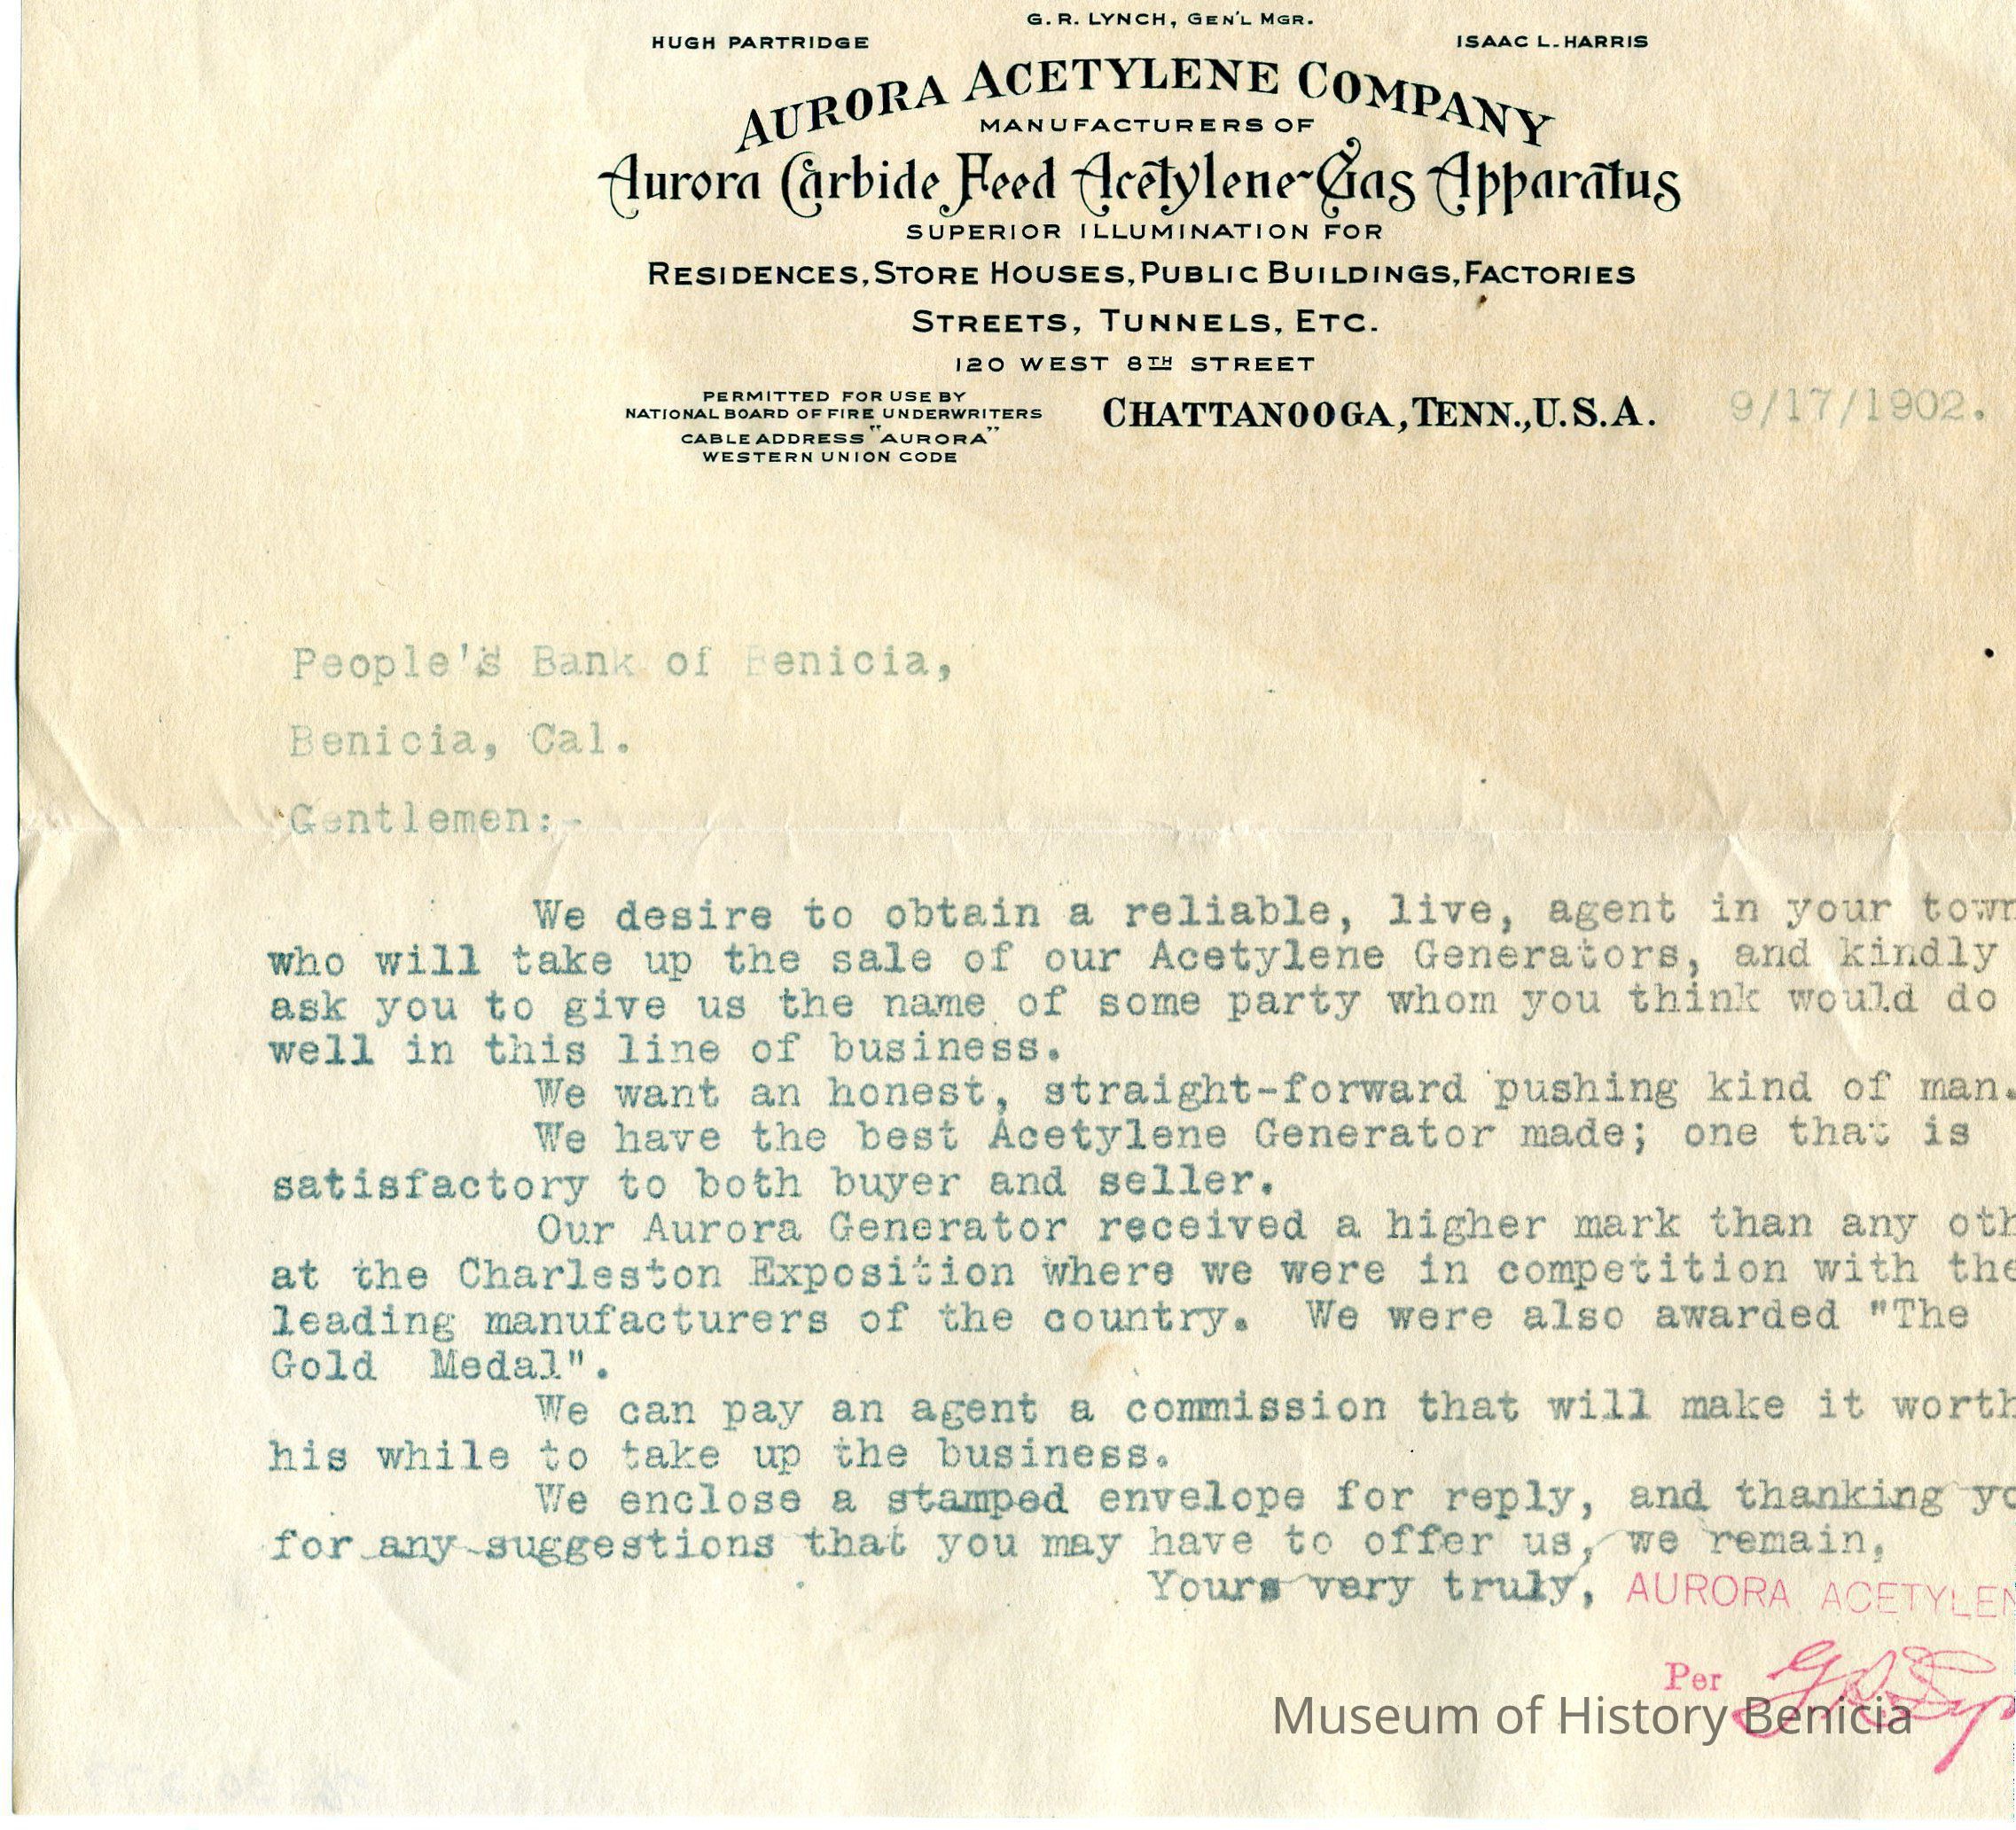 G. R. LYNCH, GEN'L MGR.
HUGH PARTRIDGE
ISAAC L. HARRIS
AURORA ACETYLENE COMPANY
MANUFACTURERS OF
Aurora Carbide Feed Acetylene-Gas Apparatus
SUPERIOR ILLUMINATION FOR
RESIDENCES, STORE HOUSES, PUBLIC BUILDINGS, FACTORIES
STREETS, TUNNELS, ETC.
120 WEST 8TH STREET
PERMITTED FOR USE BY
NATIONAL BOARD OF FIRE UNDERWRITERS
CABLE ADDRESS "AURORA"
WESTERN UNION CODE
CHATTANOOGA, TENN., U.S.A. 9/17/1902.
People's Bank of Benicia,
Benicia, Cal.
Gentlemen:-
We desire to obtain a reliable, live, agent in your town
who will take up the sale of our Acetylene Generators, and kindly
ask you to give us the name of some party whom you think would do
well in this line of business.
We want an honest, straight-forward pushing kind of man.
We have the best Acetylene Generator made; one that is
satisfactory to both buyer and seller.
Our Aurora Generator received a higher mark than any oth
at the Charleston Exposition where we were in competition with the
leading manufacturers of the country. We were also awarded "The
Gold Medal".
We can pay an agent a commission that will make it worth
his while to take up the business.
We enclose a stamped envelope for reply, and thanking yo
for any suggestions that you may have to offer us, we remain,
Yours very truly, AURORA ACETYLEN
Per
Museum of History Benicia